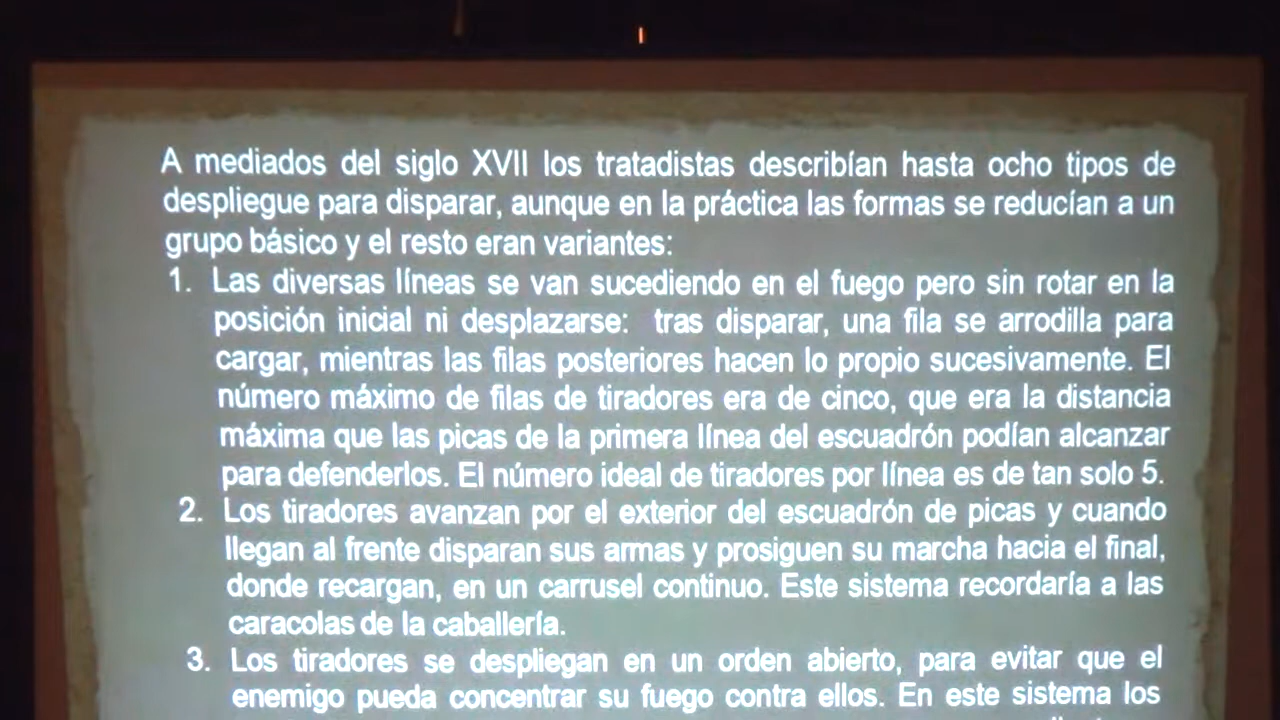 A mediados del siglo XVII los tratadistas describían hasta ocho tipos de
despliegue para disparar, aunque en la práctica las formas se reducían a un
grupo básico y el resto eran variantes:
1. Las diversas líneas se van sucediendo en el fuego pero sin rotar en la
posición inicial ni desplazarse: tras disparar, una fila se arrodilla para
cargar, mientras las filas posteriores hacen lo propio sucesivamente. El
número máximo de filas de tiradores era de cinco, que era la distancia
máxima que las picas de la primera línea del escuadrón podían alcanzar
para defenderlos. El número ideal de tiradores por línea es de tan solo 5.
2. Los tiradores avanzan por el exterior del escuadrón de picas y cuando
llegan al frente disparan sus armas y prosiguen su marcha hacia el final,
donde recargan, en un carrusel continuo. Este sistema recordaría a las
caracolas de la caballería.
3. Los tiradores se despliegan en un orden abierto, para evitar que el
enemigo pueda concentrar su fuego contra ellos. En este sistema los